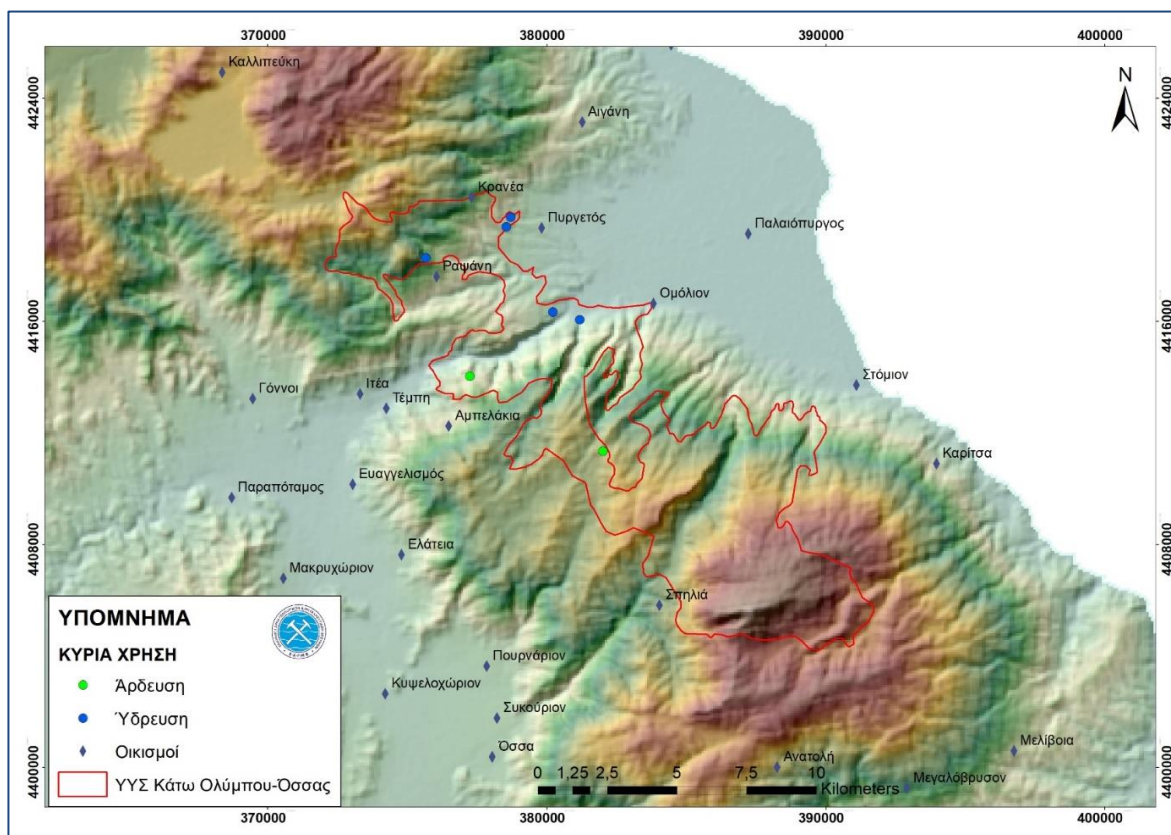 370000 380000 390000 400000
4424000 4424000
Καλλιπεύκη
N
Αιγάνη
Κρανέα
Πυργετός
Παλαιόπυργος
Ραψάνη
Ομόλιον
4416000 4416000
Στόμιον
Γόννοι
Ιτέα
Τέμπη
Αμπελάκια
Καρίτσα
Ευαγγελισμός
Παραπόταμος
Ελάτεια
4408000 4408000
Μακρυχώριον
Σπηλιά
ΥΠΟΜΝΗΜΑ
ΚΥΡΙΑ ΧΡΗΣΗ
Άρδευση
Ύδρευση
Οικισμοί
ΥΥΣ Κάτω Ολύμπου-Όσσας
Πουρνάριον
Κυψελοχώριον
Συκούριον
Όσσα
Μελίβοια
Ανατολή
Μεγαλόβρυσον
0 1,25 2,5 5 7,5 10
Kilometers
4400000 4400000
370000 380000 390000 400000